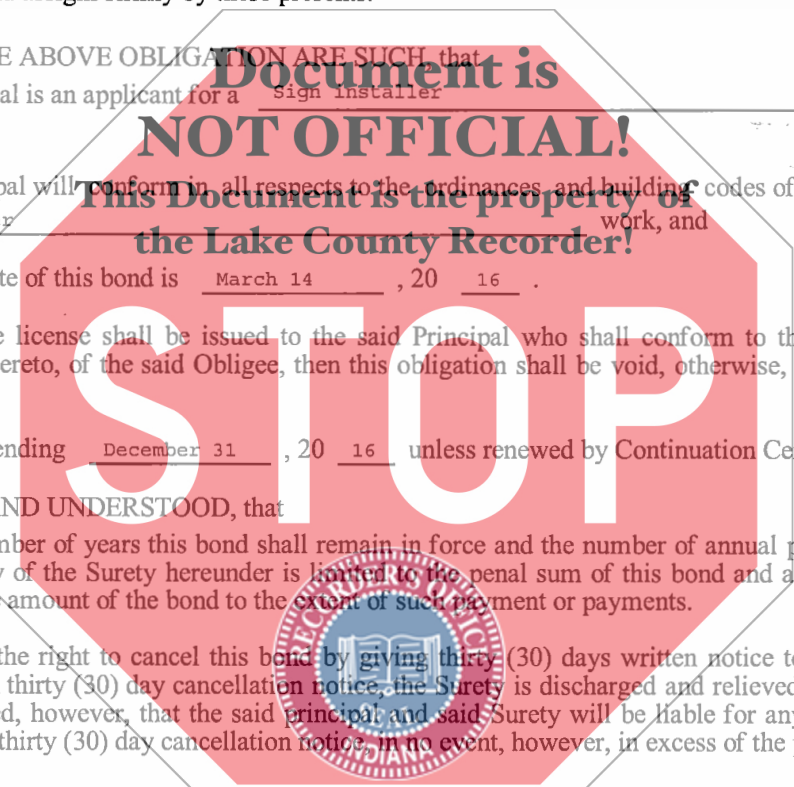 by these presents.
E ABOVE OBLIGATION ARE SUCH, that
Document is
al is an applicant for a Sign installer
NOT OFFICIAL!
pal will conform in all respects to the ordinances and building codes of
This Document is the property of
r work, and
the Lake County Recorder!
te of this bond is March 14 , 20 16 .
e license shall be issued to the said Principal who shall conform to th
ereto, of the said Obligee, then this obligation shall be void, otherwise,
STOP
ending December 31 , 20 16 unless renewed by Continuation Ce
ND UNDERSTOOD, that
nber of years this bond shall remain in force and the number of annual p
y of the Surety hereunder is limited to the penal sum of this bond and a
e amount of the bond to the extent of such payment or payments.
RECORDER'S OFFICE
the right to cancel this bond by giving thirty (30) days written notice to
thirty (30) day cancellation notice, the Surety is discharged and relieved
ed, however, that the said principal and said Surety will be liable for any
thirty (30) day cancellation notice, in no event, however, in excess of the p
INDIANA